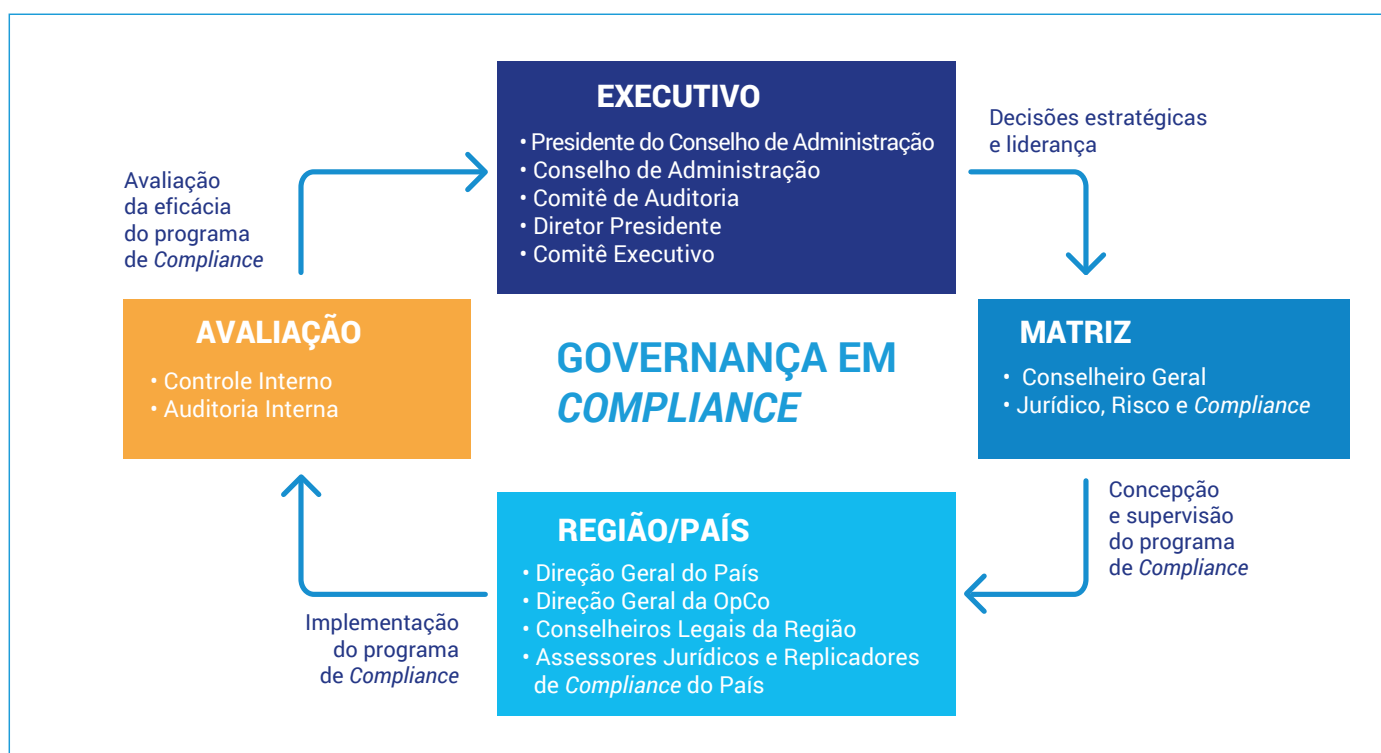 EXECUTIVO
• Presidente do Conselho de Administração
• Conselho de Administração
• Comitê de Auditoria
• Diretor Presidente
• Comitê Executivo
Decisões estratégicas
e liderança
Avaliação
da eficácia
do programa
de Compliance
AVALIAÇÃO
• Controle Interno
• Auditoria Interna
GOVERNANÇA EM
COMPLIANCE
MATRIZ
• Conselheiro Geral
• Jurídico, Risco e Compliance
Concepção
e supervisão
do programa
de Compliance
REGIÃO/PAÍS
• Direção Geral do País
• Direção Geral da OpCo
• Conselheiros Legais da Região
• Assessores Jurídicos e Replicadores
de Compliance do País
Implementação
do programa
de Compliance